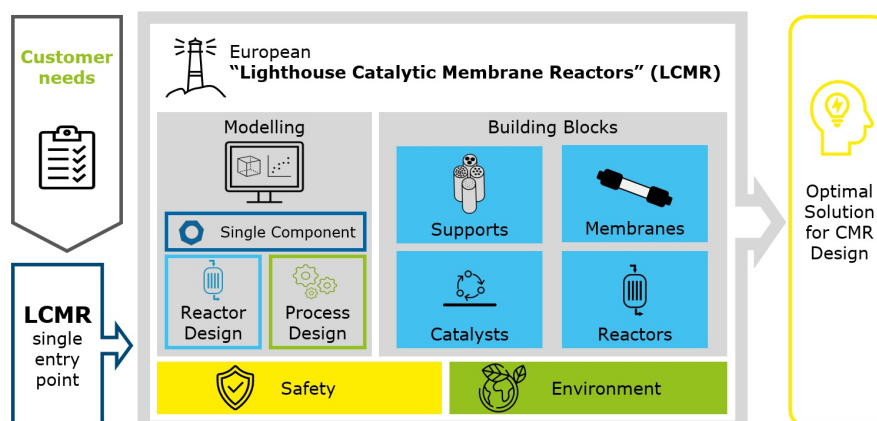 Customer
needs
LCMR
single
entry
point
European
“Lighthouse Catalytic Membrane Reactors” (LCMR)
Modelling
Single Component
Reactor
Design
Process
Design
Building Blocks
Supports
Membranes
Catalysts
Reactors
Safety
Environment
Optimal
Solution
for CMR
Design